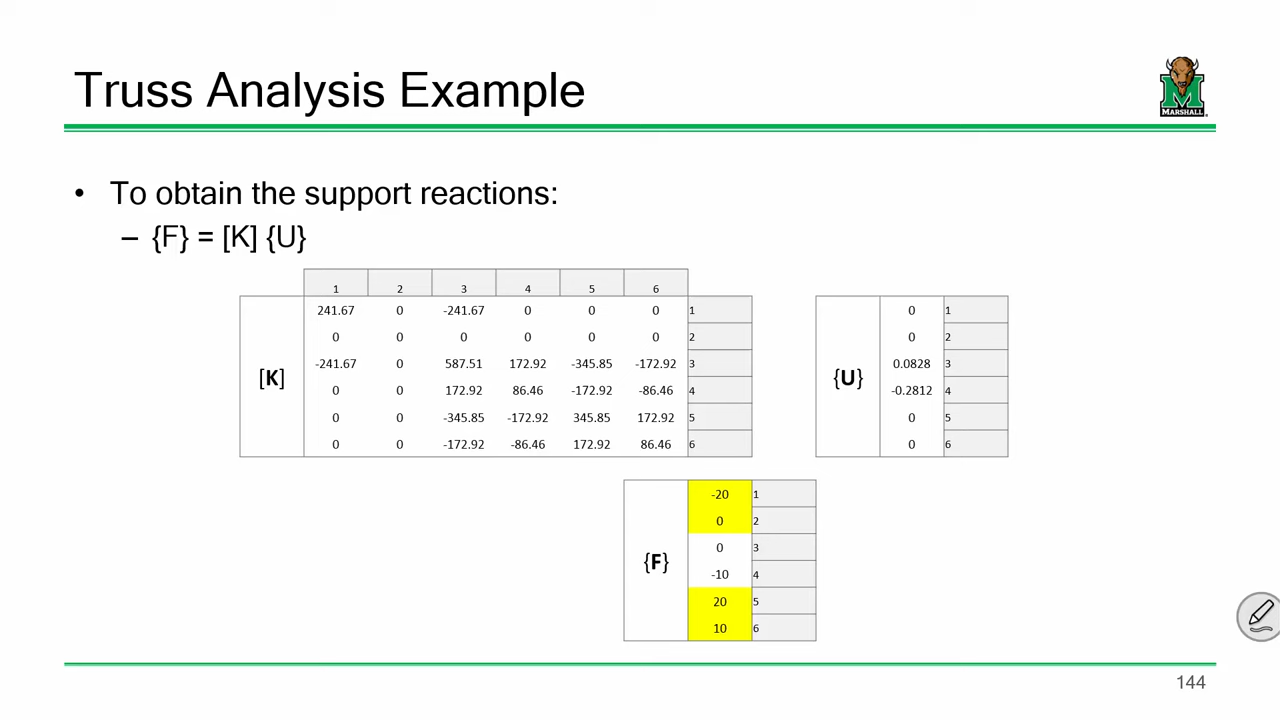 Truss Analysis Example
MARSHALL
• To obtain the support reactions:
– {F} = [K] {U}
1 2 3 4 5 6
[K]
241.67 0 -241.67 0 0 0 1
0 0 0 0 0 0 2
-241.67 0 587.51 172.92 -345.85 -172.92 3
0 0 172.92 86.46 -172.92 -86.46 4
0 0 -345.85 -172.92 345.85 172.92 5
0 0 -172.92 -86.46 172.92 86.46 6
{U}
0 1
0 2
0.0828 3
-0.2812 4
0 5
0 6
{F}
-20 1
0 2
0 3
-10 4
20 5
10 6
144